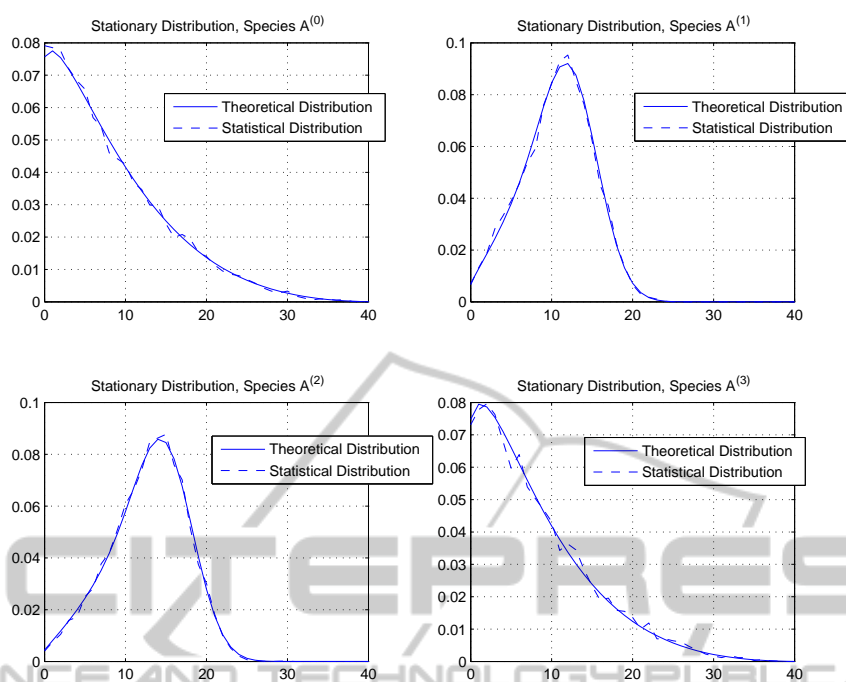 Stationary Distribution, Species A(0)
0.08
0.07
0.06
0.05
0.04
0.03
0.02
0.01
0
0 10 20 30 40
Theoretical Distribution
Statistical Distribution
Stationary Distribution, Species A(1)
0.1
0.08
0.06
0.04
0.02
0
0 10 20 30 40
Theoretical Distribution
Statistical Distribution
Stationary Distribution, Species A(2)
0.1
0.08
0.06
0.04
0.02
0
0 10 20 30 40
Theoretical Distribution
Statistical Distribution
Stationary Distribution, Species A(3)
0.08
0.07
0.06
0.05
0.04
0.03
0.02
0.01
0
0 10 20 30 40
Theoretical Distribution
Statistical Distribution